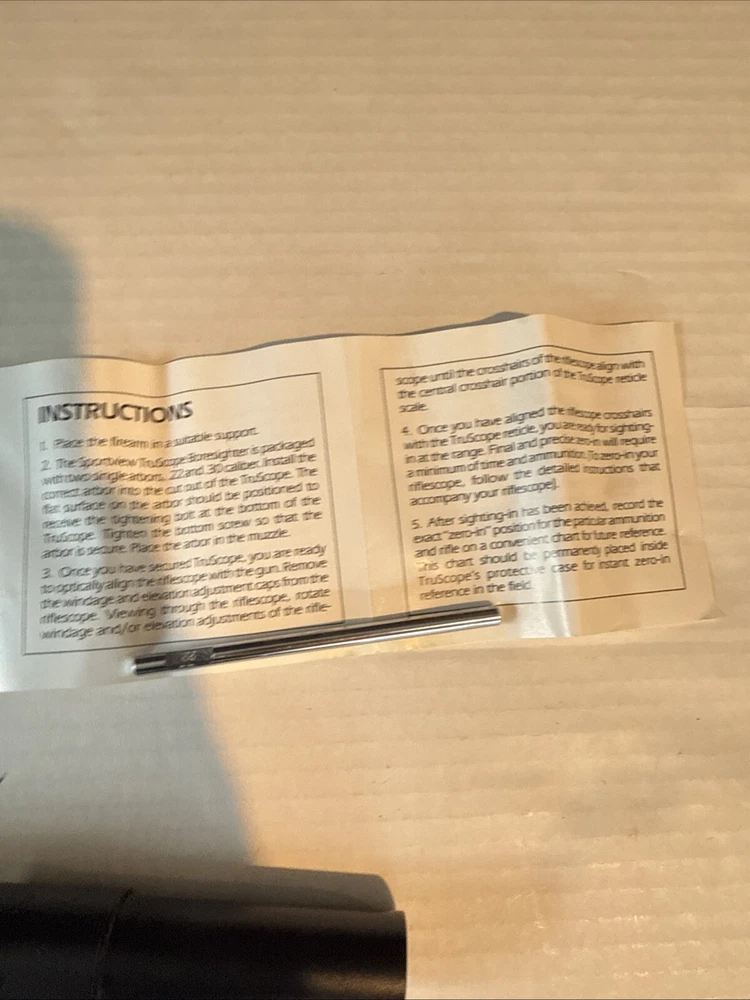 INSTRUCTIONS
1. Place the firearm in a suitable support.
2. The Sportview TruScope Boresighter is packaged
with two single arbors, .22 and .30 caliber. Install the
correct arbor into the cut out of the TruScope. The
flat surface on the arbor should be positioned to
receive the tightening bolt at the bottom of the
TruScope. Tighten the bottom screw so that the
arbor is secure. Place the arbor in the muzzle.
3. Once you have secured TruScope, you are ready
to optically align the riflescope with the gun. Remove
the windage and elevation adjustment caps from the
riflescope. Viewing through the riflescope, rotate
windage and/or elevation adjustments of the rifle-
scope until the crosshairs of the riflescope align with
the central crosshair portion of the TruScope reticle
scale.
4. Once you have aligned the riflescope crosshairs
with the TruScope reticle, you are ready for sighting-
in at the range. Final and precise zero-in will require
a minimum of time and ammunition. [To zero-in your
riflescope, follow the detailed instructions that
accompany your riflescope].
5. After sighting-in has been achieved, record the
exact "zero-in" position for the particular ammunition
and rifle on a convenient chart for future reference.
This chart should be permanently placed inside
TruScope's protective case for instant zero-in
reference in the field.